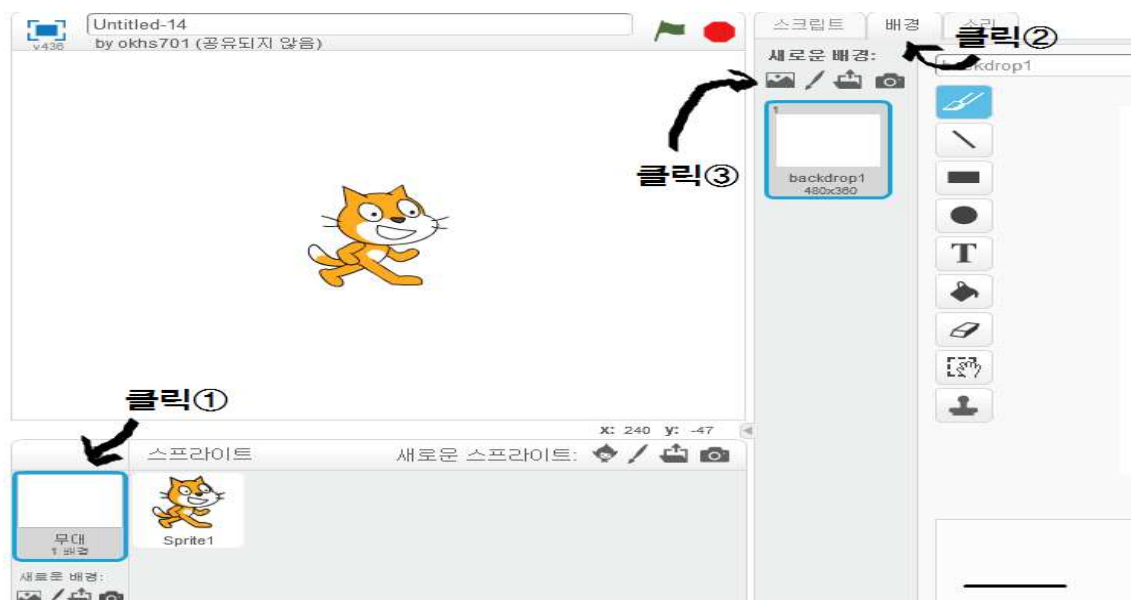 Untitled-14
v436
by okhs701 (공유되지 않음)
스크립트
배경
소리
클릭②
새로운 배경:
backdrop1
1
클릭③
backdrop1
480x360
T
클릭①
x: 240 y: -47
스프라이트
새로운 스프라이트:
무대
1 배경
Sprite1
새로운 배경: